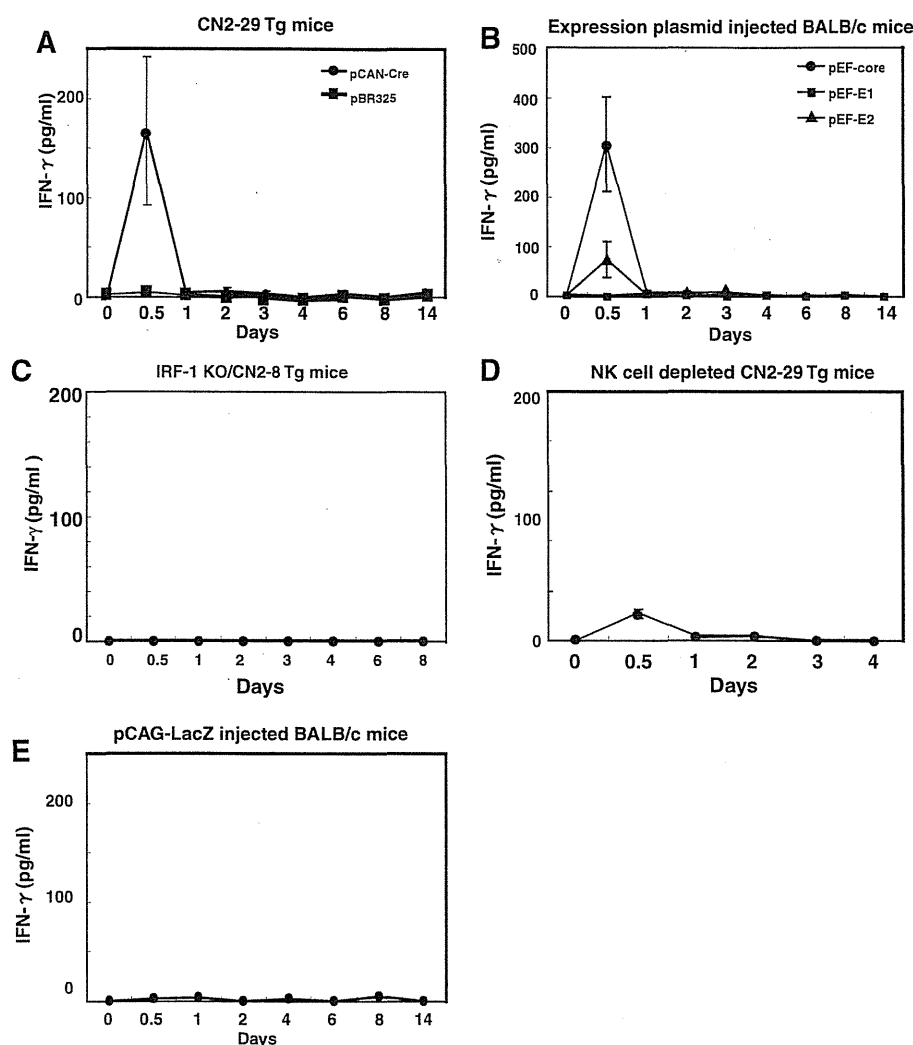 A
CN2-29 Tg mice
IFN-γ (pg/ml)
200
100
0
pCAN-Cre
pBR325
0 0.5 1 2 3 4 6 8 14
Days
B
Expression plasmid injected BALB/c mice
IFN-γ (pg/ml)
500
400
300
200
100
0
pEF-core
pEF-E1
pEF-E2
0 0.5 1 2 3 4 6 8 14
Days
C
IRF-1 KO/CN2-8 Tg mice
IFN-γ (pg/ml )
200
100
0
0 0.5 1 2 3 4 6 8
Days
D
NK cell depleted CN2-29 Tg mice
IFN-γ (pg/ml)
200
100
0
0 0.5 1 2 3 4
Days
E
pCAG-LacZ injected BALB/c mice
IFN-γ (pg/ml)
200
100
0
0 0.5 1 2 4 6 8 14
Days